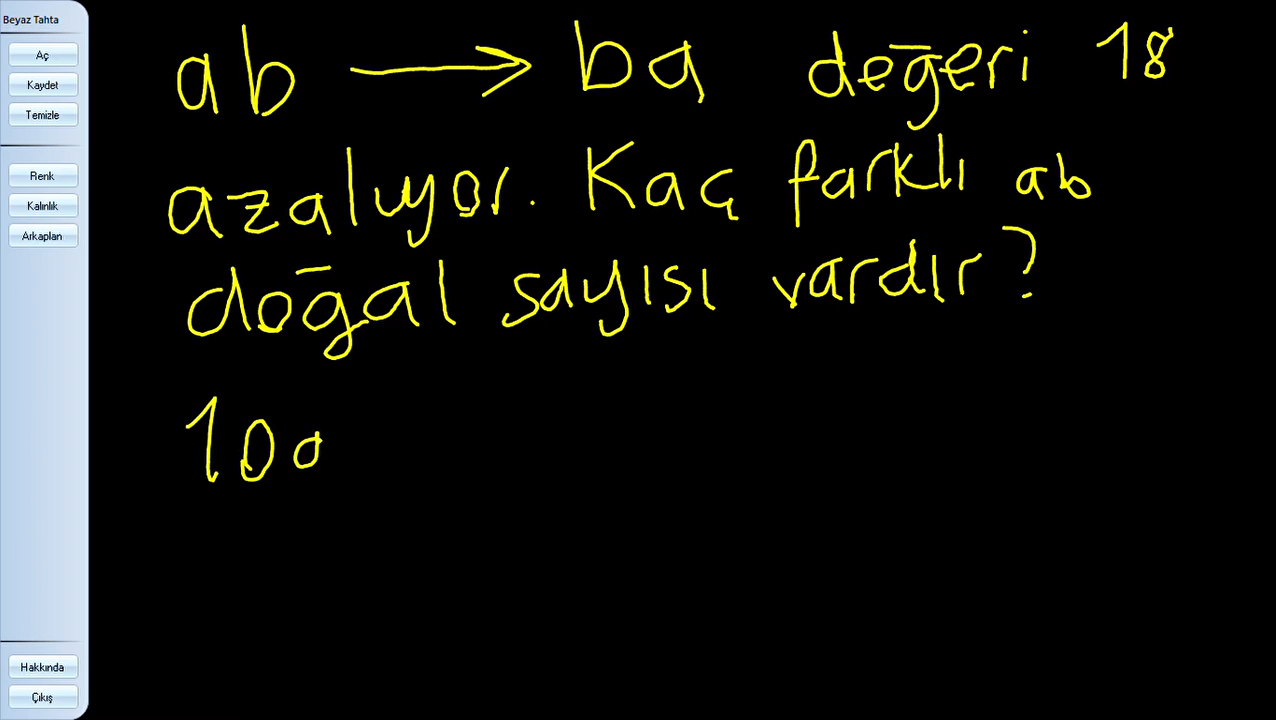 Beyaz Tahta
Aç
Kaydet
Temizle
Renk
Kalınlık
Arkaplan
Hakkında
Çıkış
ab → ba değeri 18
azalıyor. Kaç farklı ab
doğal sayısı vardır?
10a